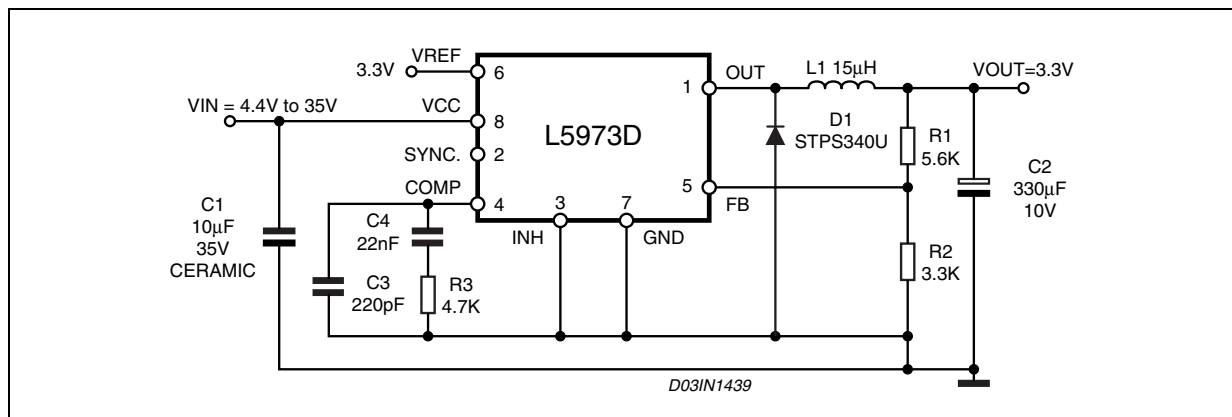 VREF
3.3V
6
VIN = 4.4V to 35V
VCC
8
SYNC.
2
COMP
4
L5973D
3
INH
7
GND
1
OUT
5
FB
L1 15µH
VOUT=3.3V
D1
STPS340U
R1
5.6K
R2
3.3K
C2
330µF
10V
C1
10µF
35V
CERAMIC
C4
22nF
C3
220pF
R3
4.7K
D03IN1439